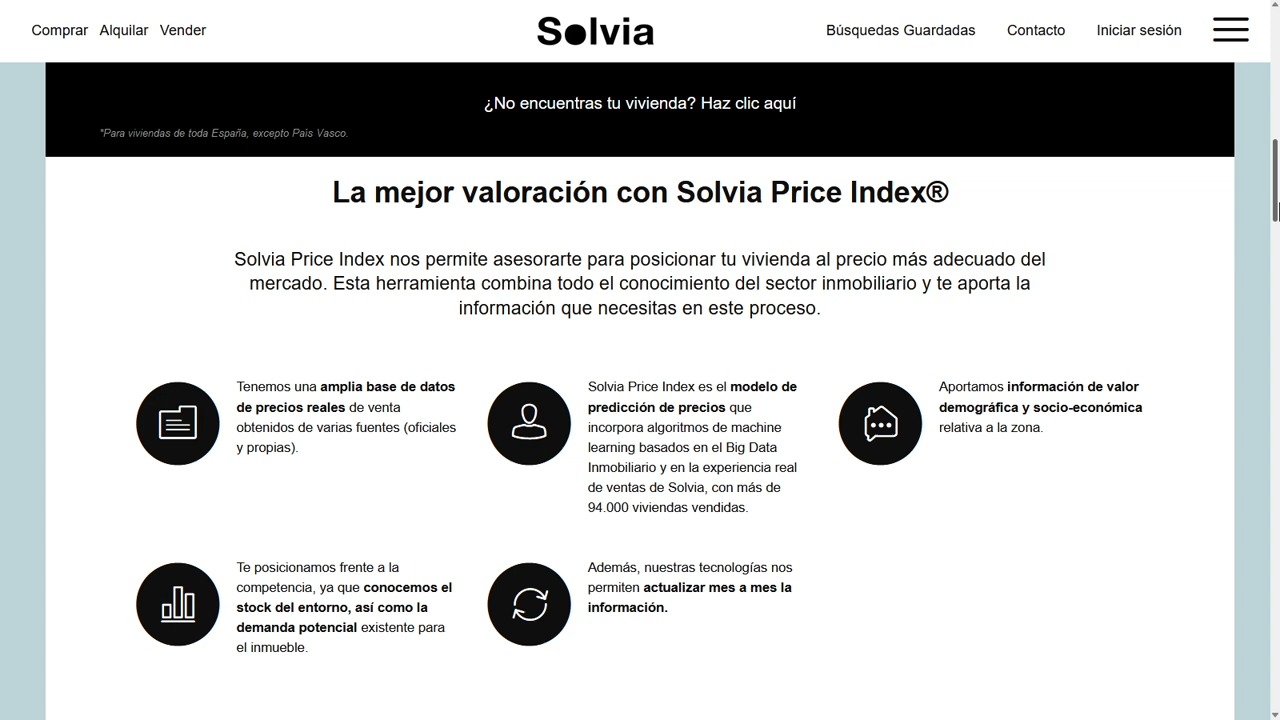 Comprar Alquilar Vender
Solvia
Búsquedas Guardadas Contacto Iniciar sesión
¿No encuentras tu vivienda? Haz clic aquí
*Para viviendas de toda España, excepto País Vasco.
La mejor valoración con Solvia Price Index®
Solvia Price Index nos permite asesorarte para posicionar tu vivienda al precio más adecuado del
mercado. Esta herramienta combina todo el conocimiento del sector inmobiliario y te aporta la
información que necesitas en este proceso.
Tenemos una amplia base de datos
de precios reales de venta
obtenidos de varias fuentes (oficiales
y propias).
Solvia Price Index es el modelo de
predicción de precios que
incorpora algoritmos de machine
learning basados en el Big Data
Inmobiliario y en la experiencia real
de ventas de Solvia, con más de
94.000 viviendas vendidas.
Aportamos información de valor
demográfica y socio-económica
relativa a la zona.
Te posicionamos frente a la
competencia, ya que conocemos el
stock del entorno, así como la
demanda potencial existente para
el inmueble.
Además, nuestras tecnologías nos
permiten actualizar mes a mes la
información.